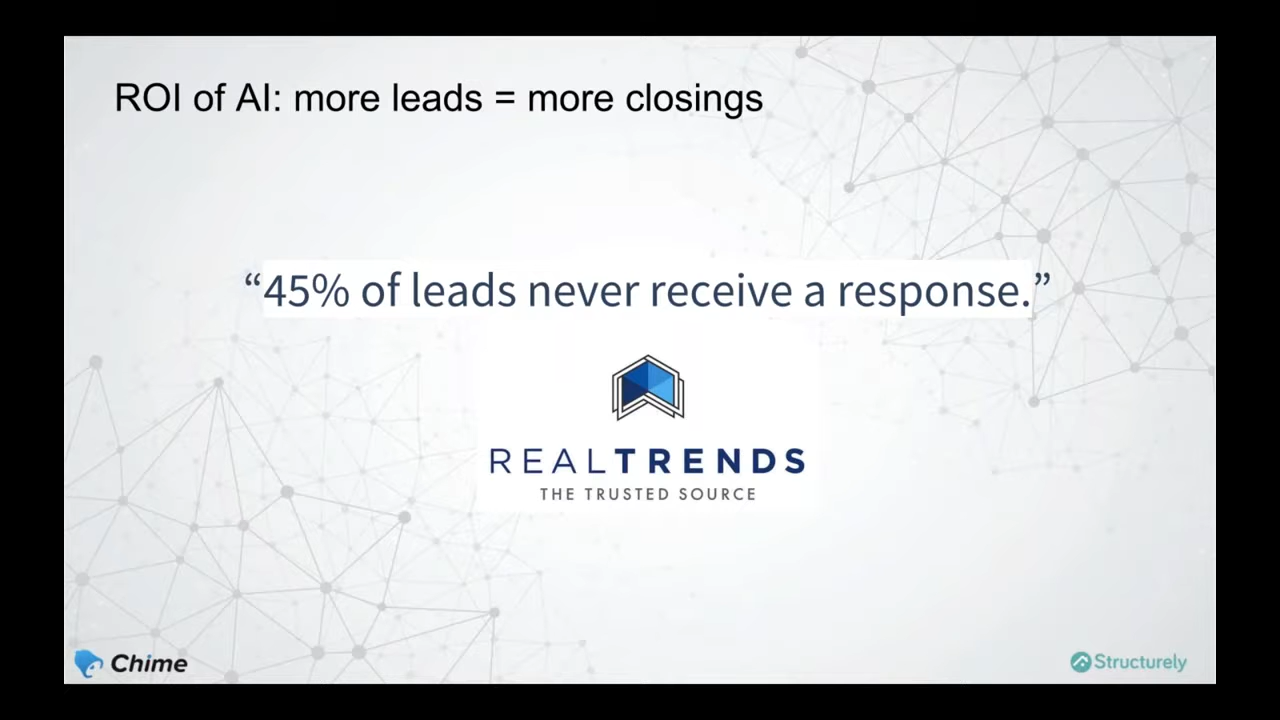 ROI of AI: more leads = more closings
“45% of leads never receive a response.”
REALTRENDS
THE TRUSTED SOURCE
Chime
Structurely